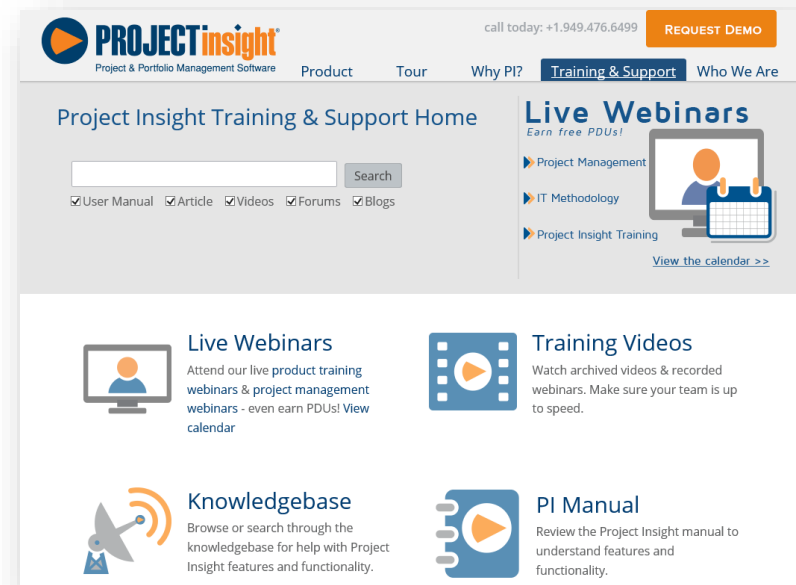 PROJECTinsight®
Project & Portfolio Management Software
call today: +1.949.476.6499
REQUEST DEMO
Product Tour Why PI? Training & Support Who We Are
Project Insight Training & Support Home
Search
User Manual Article Videos Forums Blogs
Live Webinars
Earn free PDUs!
Project Management
IT Methodology
Project Insight Training
View the calendar >>
Live Webinars
Attend our live product training
webinars & project management
webinars - even earn PDUs! View
calendar
Training Videos
Watch archived videos & recorded
webinars. Make sure your team is up
to speed.
Knowledgebase
Browse or search through the
knowledgebase for help with Project
Insight features and functionality.
PI Manual
Review the Project Insight manual to
understand features and
functionality.